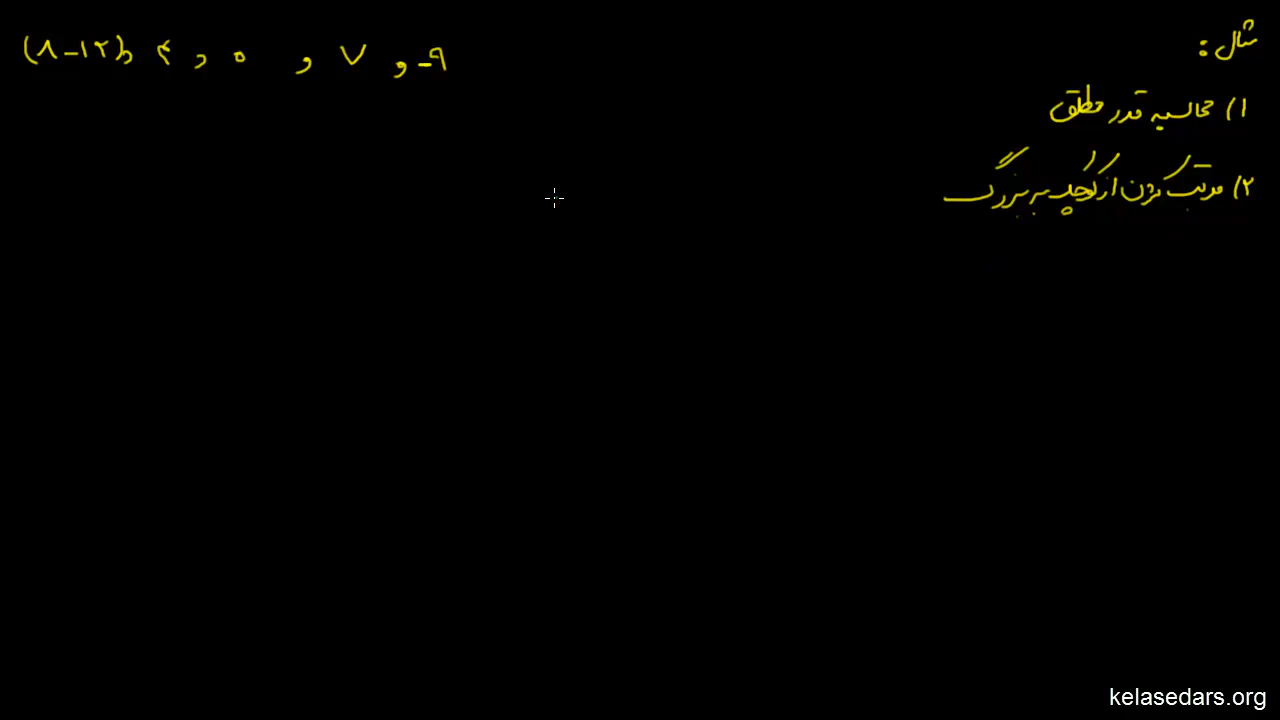 مثال :
(۸-۱۲) و ۴ و ۰ و ۷ و -۹
۱) محاسبه قدر مطلق
۲) مرتب کردن از کوچک به بزرگ
kelasedars.org